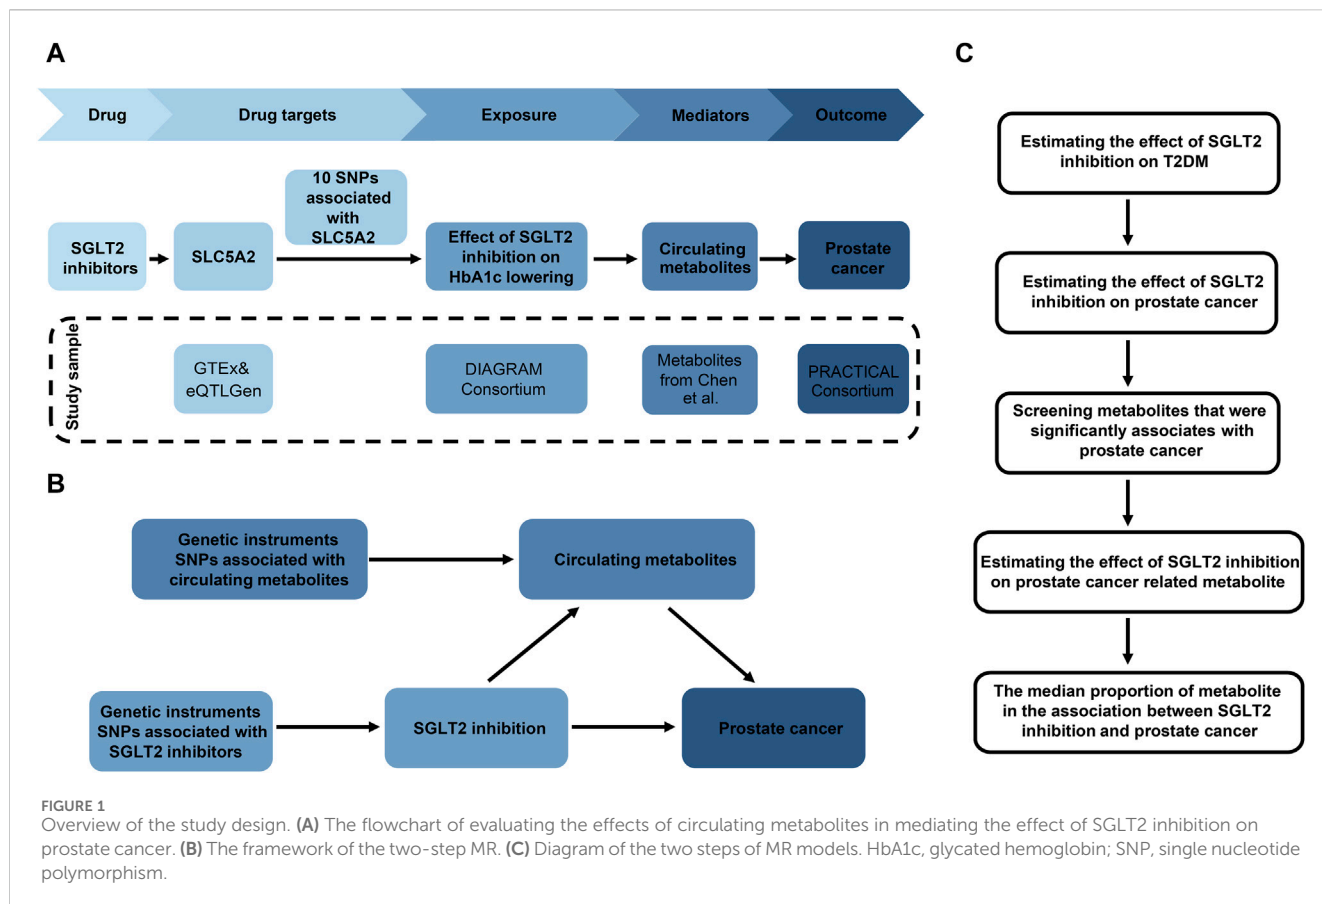 A
Drug
Drug targets
Exposure
Mediators
Outcome
10 SNPs
associated
with
SLC5A2
SGLT2
inhibitors
SLC5A2
Effect of SGLT2
inhibition on
HbA1c lowering
Circulating
metabolites
Prostate
cancer
Study sample
GTEx&
eQTLGen
DIAGRAM
Consortium
Metabolites
from Chen
et al.
PRACTICAL
Consortium
B
Genetic instruments
SNPs associated with
circulating metabolites
Circulating metabolites
Genetic instruments
SNPs associated with
SGLT2 inhibitors
SGLT2 inhibition
Prostate cancer
C
Estimating the effect of SGLT2
inhibition on T2DM
Estimating the effect of SGLT2
inhibition on prostate cancer
Screening metabolites that were
significantly associates with
prostate cancer
Estimating the effect of SGLT2 inhibition
on prostate cancer related metabolite
The median proportion of metabolite
in the association between SGLT2
inhibition and prostate cancer
FIGURE 1
Overview of the study design. (A) The flowchart of evaluating the effects of circulating metabolites in mediating the effect of SGLT2 inhibition on
prostate cancer. (B) The framework of the two-step MR. (C) Diagram of the two steps of MR models. HbA1c, glycated hemoglobin; SNP, single nucleotide
polymorphism.